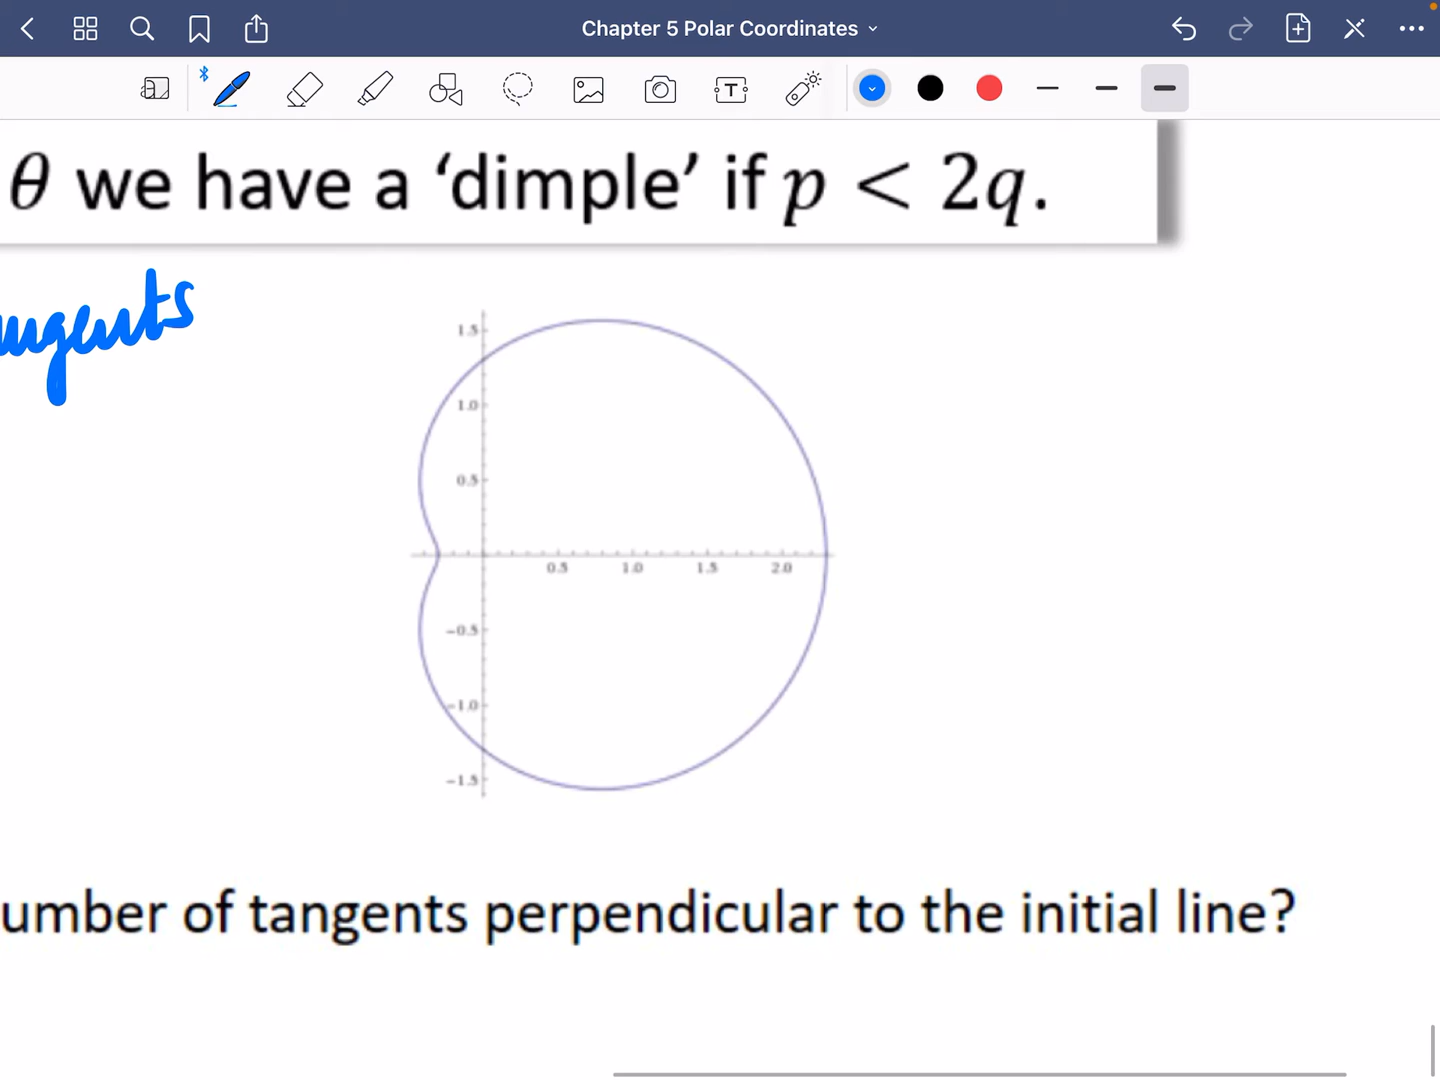 Chapter 5 Polar Coordinates
θ we have a ‘dimple’ if p < 2q.
ngents
1.5
1.0
0.5
0.5 1.0 1.5 2.0
−0.5
−1.0
−1.5
umber of tangents perpendicular to the initial line?